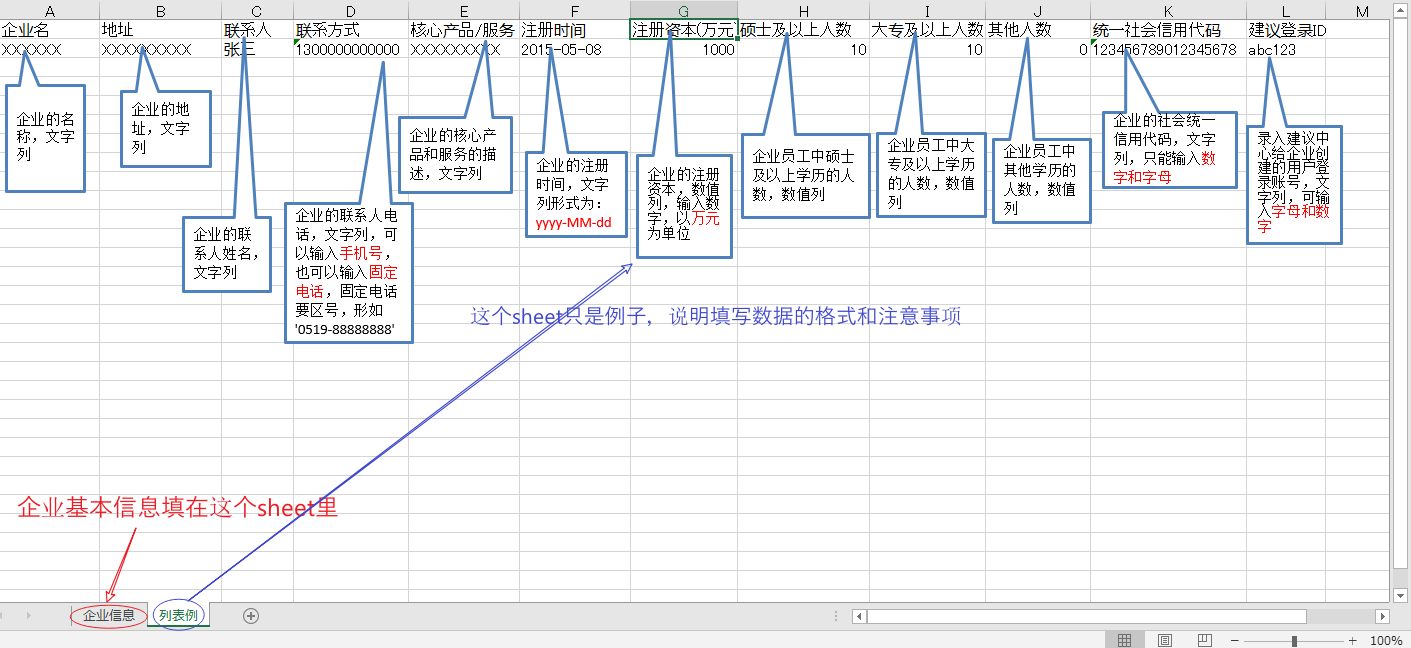 A B C D E F G H I J K L M
企业名 地址 联系人 联系方式 核心产品/服务 注册时间 注册资本(万元) 硕士及以上人数 大专及以上人数 其他人数 统一社会信用代码 建议登录ID
XXXXXX XXXXXXXXX 张三 1300000000000 XXXXXXXXX 2015-05-08 1000 10 10 0 123456789012345678 abc123
企业的名
称，文字
列
企业的地
址，文字
列
企业的联
系人姓名，
文字列
企业的联系人电
话，文字列，可
以输入手机号，
也可以输入固定
电话，固定电话
要区号，形如
'0519-88888888'
企业的核心产
品和服务的描
述，文字列
企业的注册
时间，文字
列形式为：
yyyy-MM-dd
企业的注册
资本，数值
列，输入数
字，以万元
为单位
企业员工中硕士
及以上学历的人
数，数值列
企业员工中大
专及以上学历
的人数，数值
列
企业员工中
其他学历的
人数，数值
列
企业的社会统一
信用代码，文字
列，只能输入数
字和字母
录入建议中
心给企业创
建的用户登
录账号，文
字列，可输
入字母和数
字
这个sheet只是例子，说明填写数据的格式和注意事项
企业基本信息填在这个sheet里
企业信息 列表例
100%